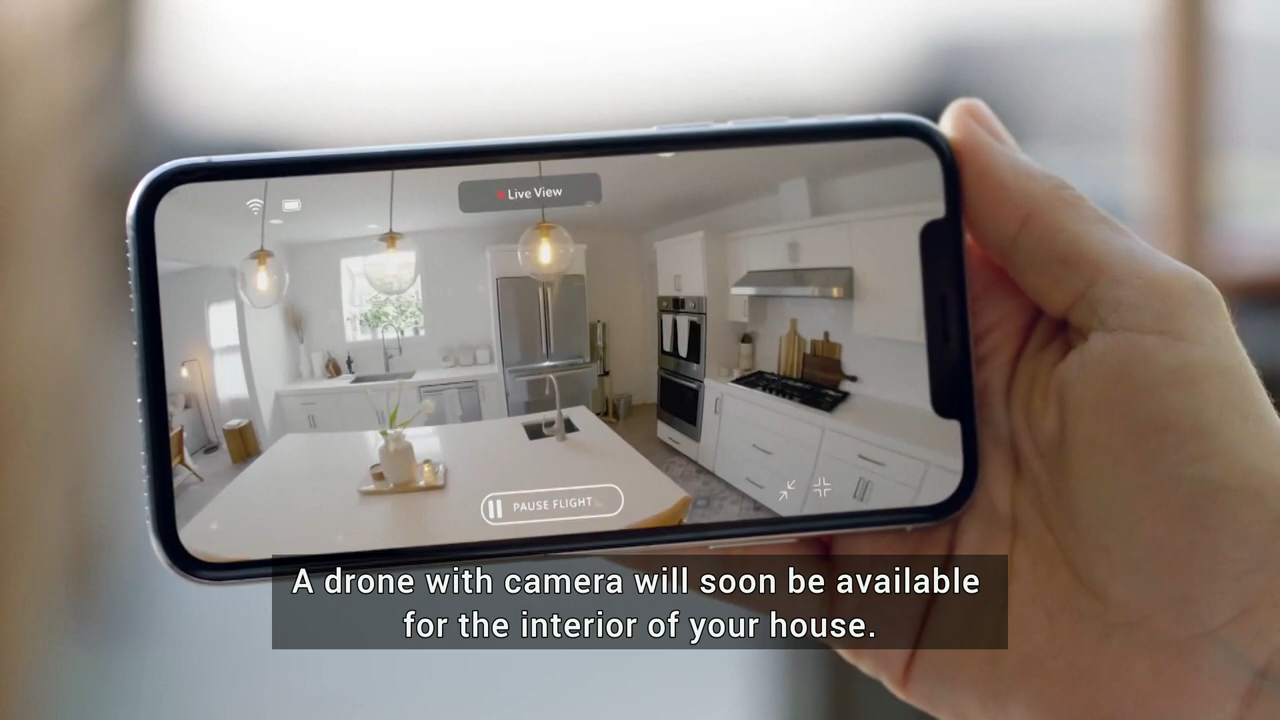 Live View
PAUSE FLIGHT
A drone with camera will soon be available
for the interior of your house.